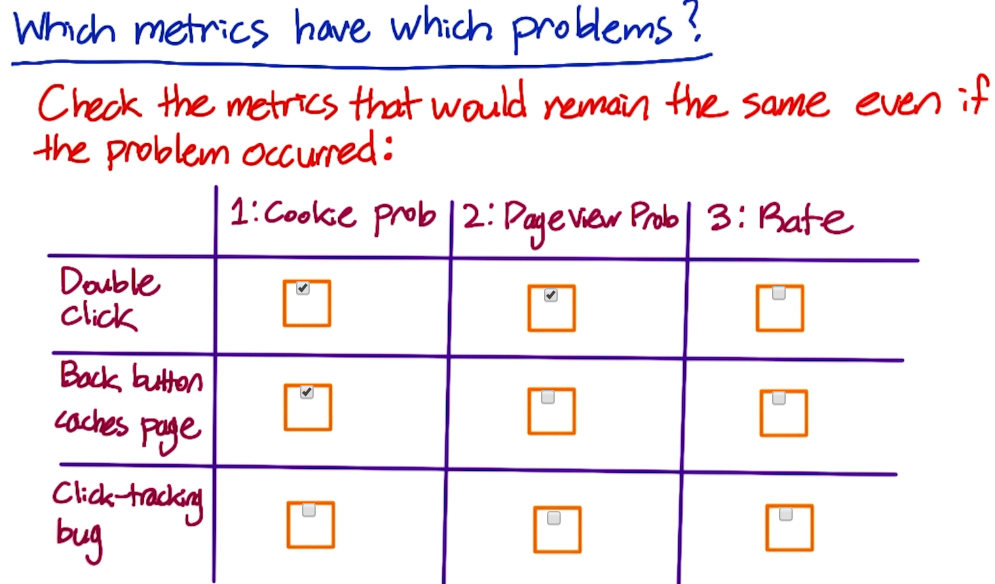 Which metrics have which problems?
Check the metrics that would remain the same even if
the problem occurred:
1: Cookie prob 2: Pageview Prob 3: Rate
Double
click
Back button
caches page
Click-tracking
bug